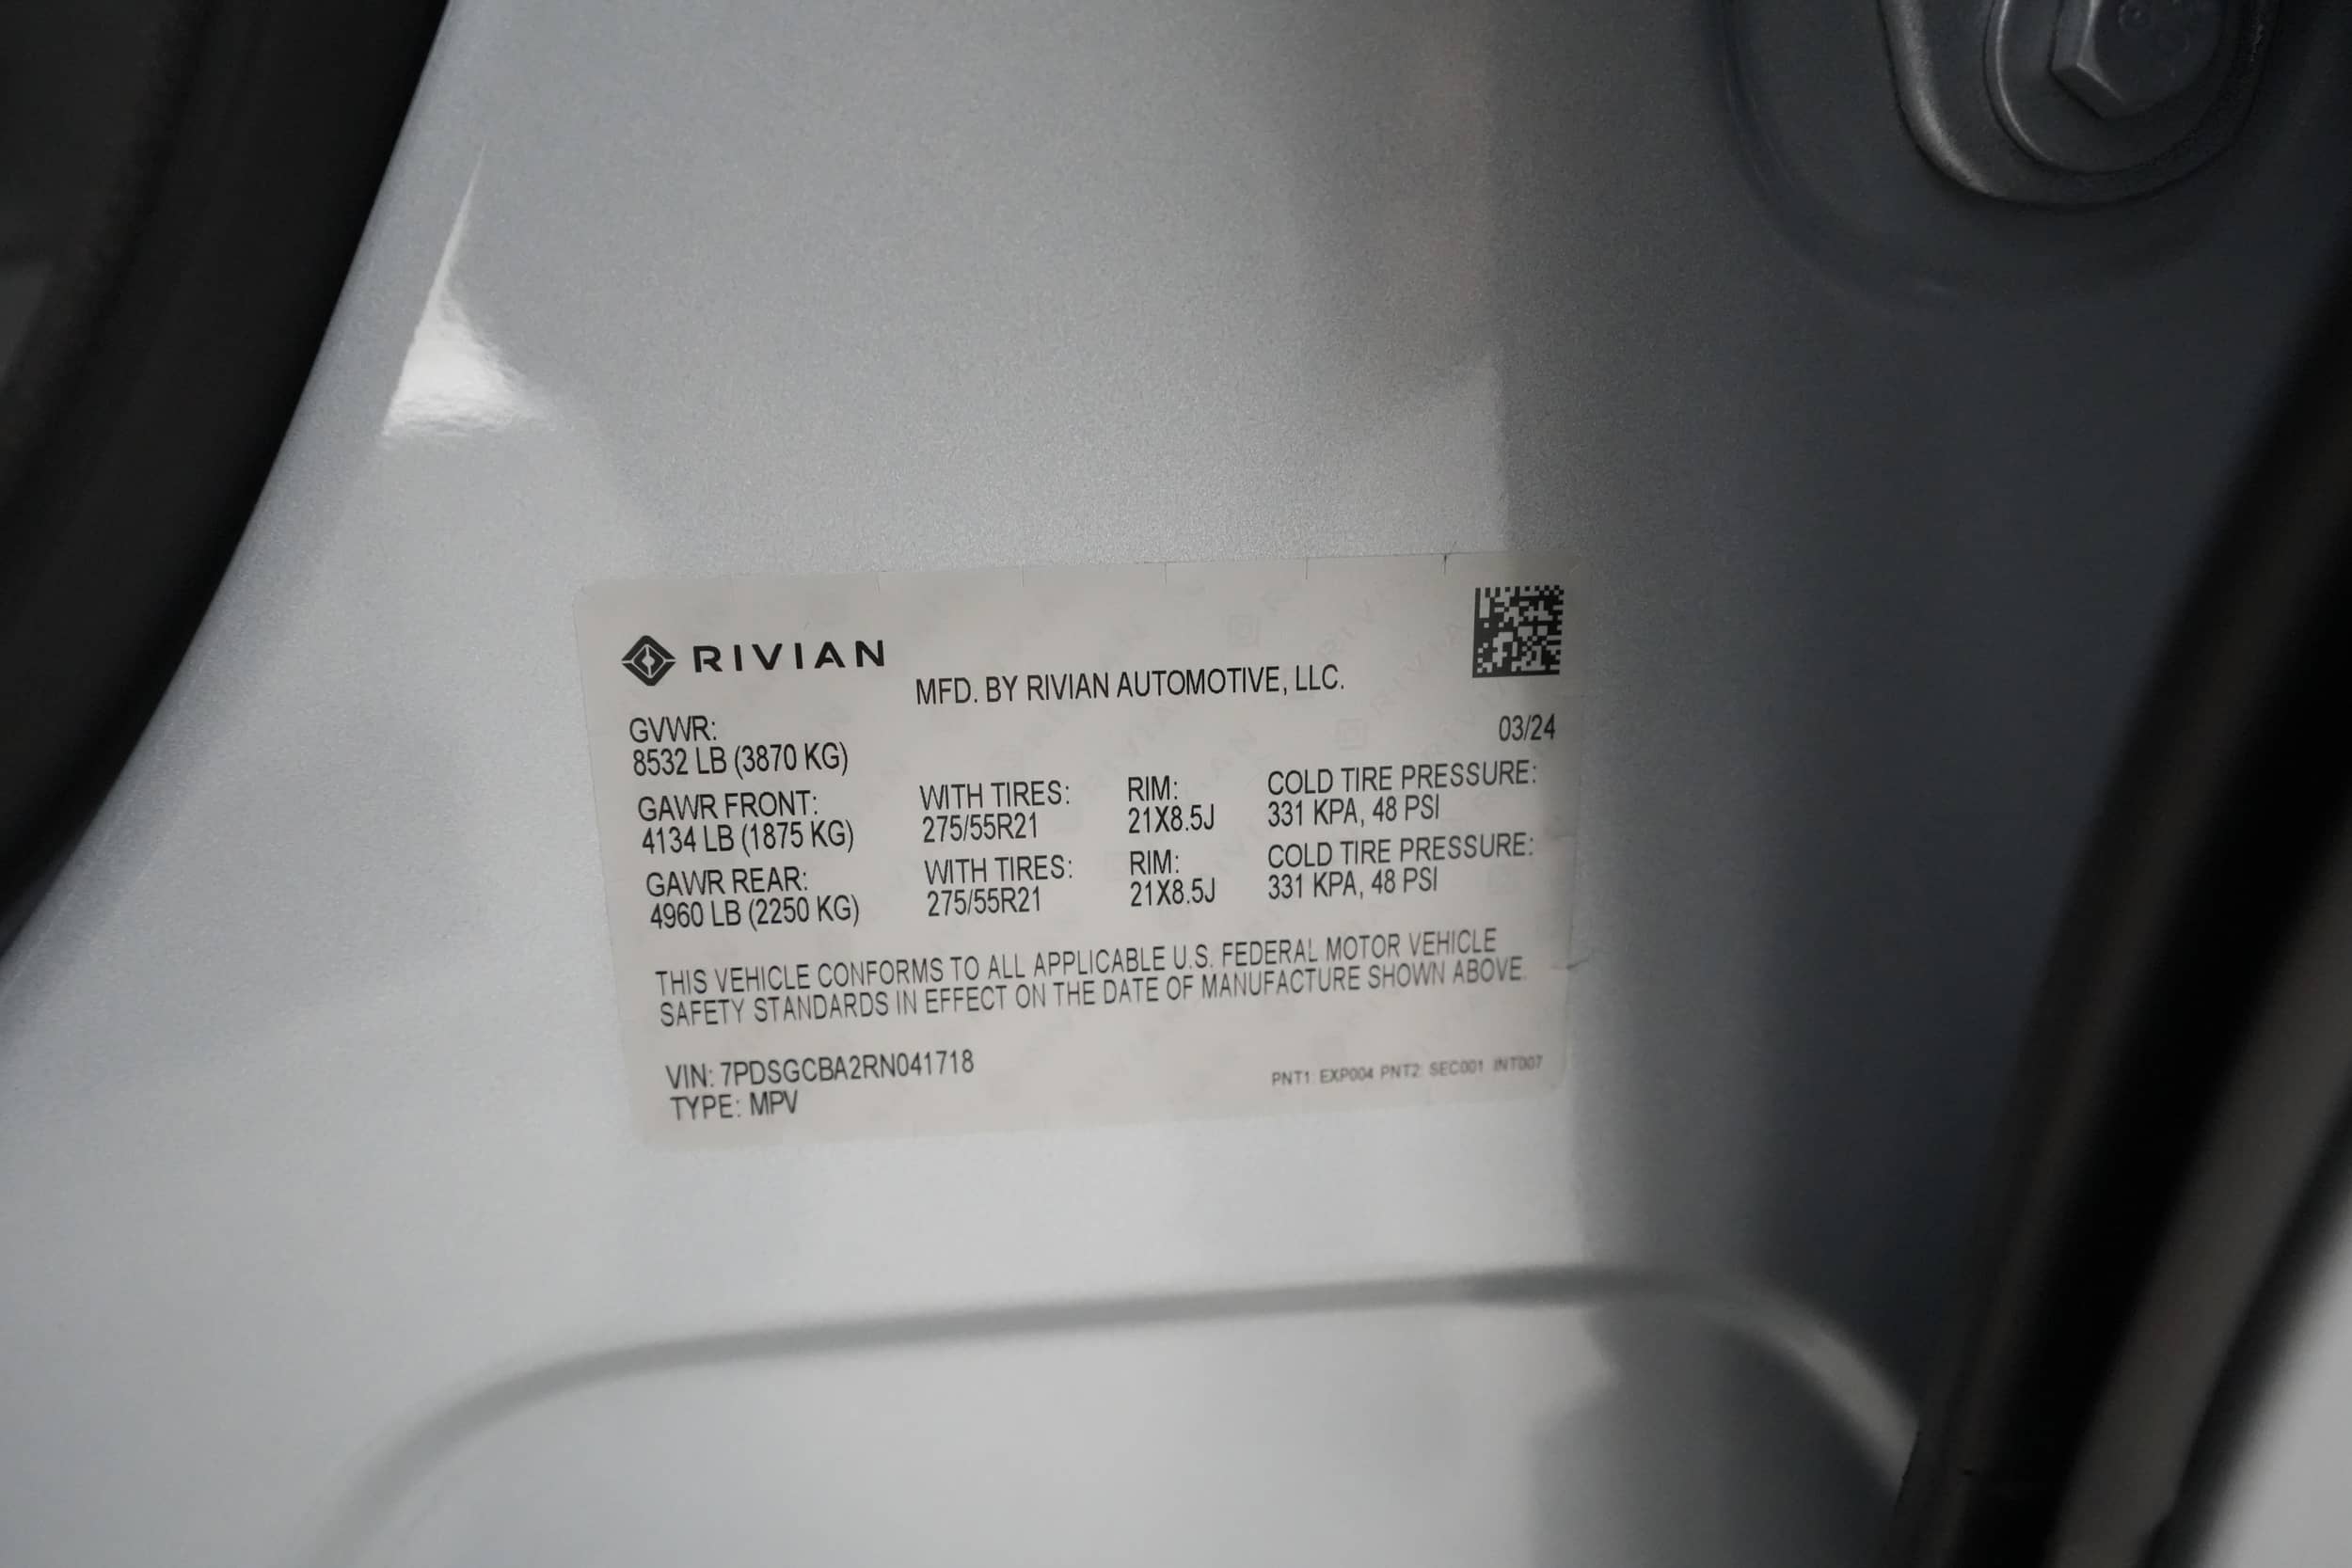 RIVIAN
MFD. BY RIVIAN AUTOMOTIVE, LLC.
GVWR:
8532 LB (3870 KG)
03/24
GAWR FRONT:
4134 LB (1875 KG)
WITH TIRES:
275/55R21
RIM:
21X8.5J
COLD TIRE PRESSURE:
331 KPA, 48 PSI
GAWR REAR:
4960 LB (2250 KG)
WITH TIRES:
275/55R21
RIM:
21X8.5J
COLD TIRE PRESSURE:
331 KPA, 48 PSI
THIS VEHICLE CONFORMS TO ALL APPLICABLE U.S. FEDERAL MOTOR VEHICLE
SAFETY STANDARDS IN EFFECT ON THE DATE OF MANUFACTURE SHOWN ABOVE.
VIN: 7PDSGCBA2RN041718
TYPE: MPV
PNT1: EXP004 PNT2: SEC001 INT007